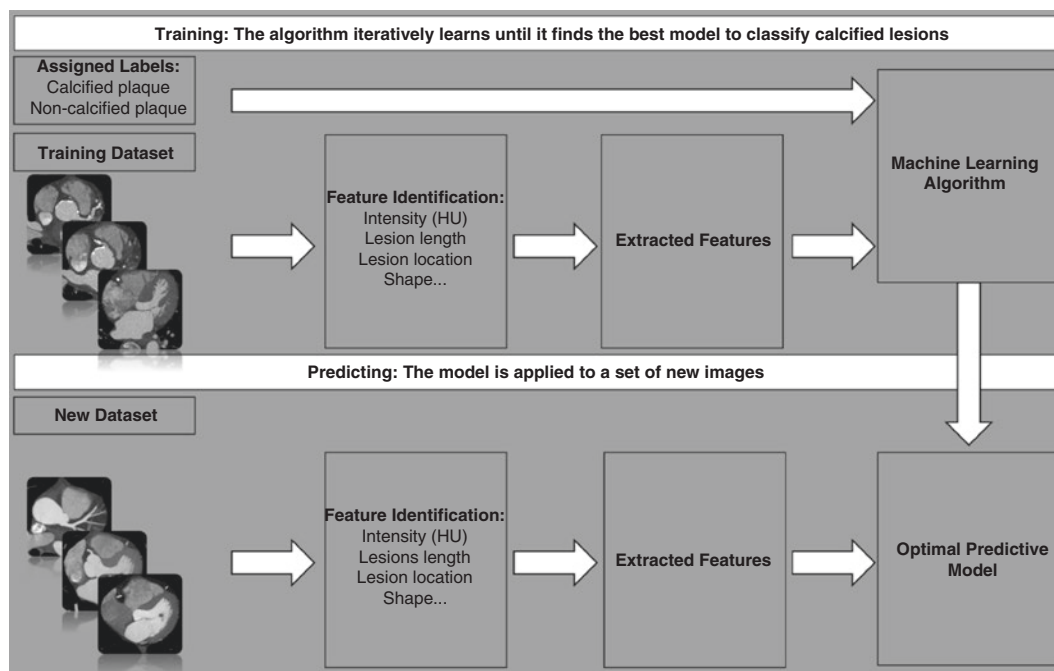 Training: The algorithm iteratively learns until it finds the best model to classify calcified lesions
Assigned Labels:
Calcified plaque
Non-calcified plaque
Training Dataset
Feature Identification:
Intensity (HU)
Lesion length
Lesion location
Shape...
Extracted Features
Machine Learning
Algorithm
Predicting: The model is applied to a set of new images
New Dataset
Feature Identification:
Intensity (HU)
Lesions length
Lesion location
Shape...
Extracted Features
Optimal Predictive
Model